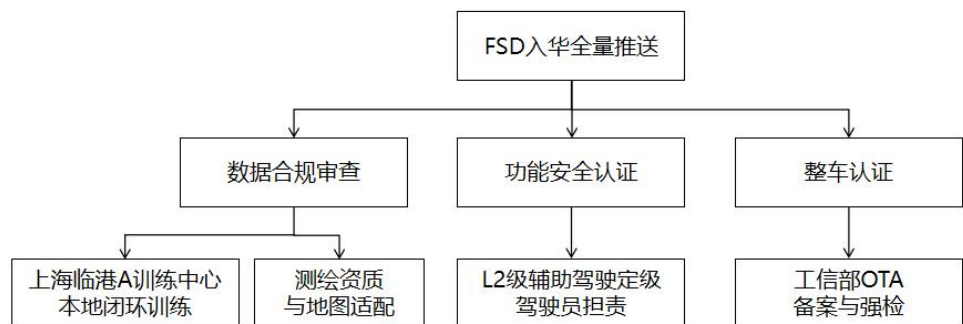 FSD入华全量推送
数据合规审查
功能安全认证
整车认证
上海临港A训练中心
本地闭环训练
测绘资质
与地图适配
L2级辅助驾驶定级
驾驶员担责
工信部OTA
备案与强检